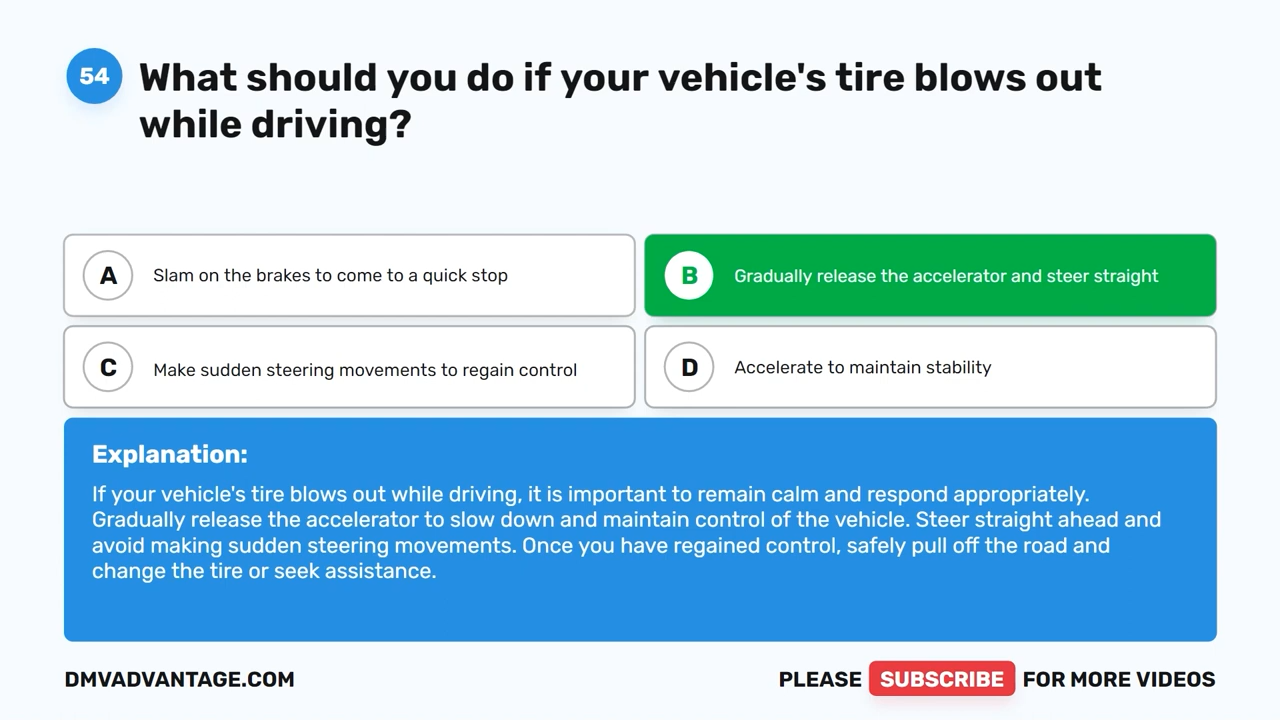 54
What should you do if your vehicle's tire blows out
while driving?
A
Slam on the brakes to come to a quick stop
B
Gradually release the accelerator and steer straight
C
Make sudden steering movements to regain control
D
Accelerate to maintain stability
Explanation:
If your vehicle's tire blows out while driving, it is important to remain calm and respond appropriately.
Gradually release the accelerator to slow down and maintain control of the vehicle. Steer straight ahead and
avoid making sudden steering movements. Once you have regained control, safely pull off the road and
change the tire or seek assistance.
DMVADVANTAGE.COM
PLEASE SUBSCRIBE FOR MORE VIDEOS